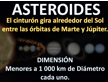 ASTEROIDES
El cinturón gira alrededor del Sol
entre las órbitas de Marte y Júpiter.
DIMENSIÓN
Menores a 1 000 km de Diámetro
cada uno.